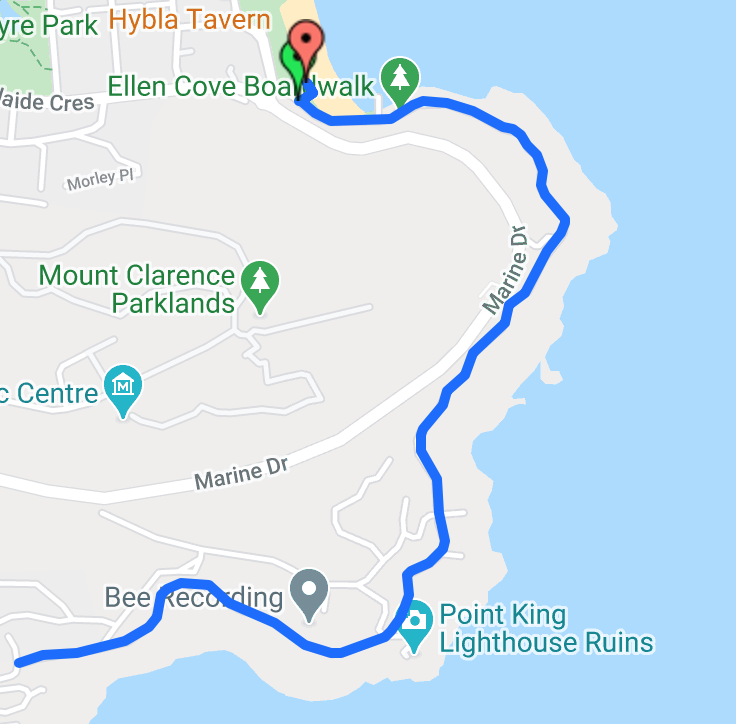 yre Park
Hybla Tavern
Ellen Cove Boardwalk
aide Cres
Morley Pl
Marine Dr
Mount Clarence
Parklands
c Centre
Marine Dr
Bee Recording
Point King
Lighthouse Ruins